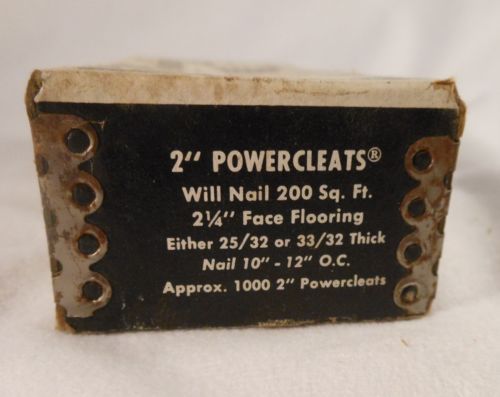 2" POWERCLEATS®
Will Nail 200 Sq. Ft.
2¼" Face Flooring
Either 25/32 or 33/32 Thick
Nail 10" - 12" O.C.
Approx. 1000 2" Powercleats